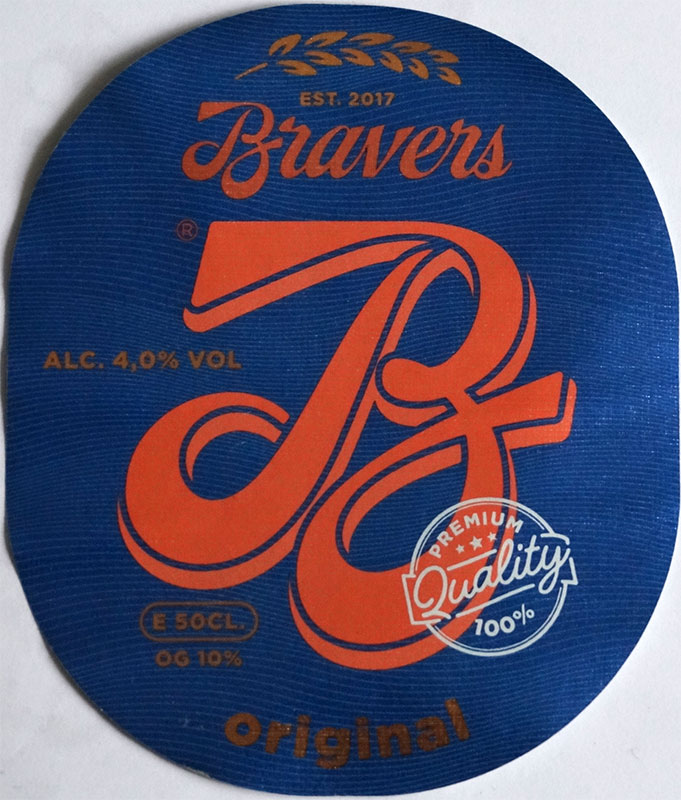 EST. 2017
Bravers
®
B
ALC. 4,0% VOL
PREMIUM
Quality
100%
E 50CL.
OG 10%
original